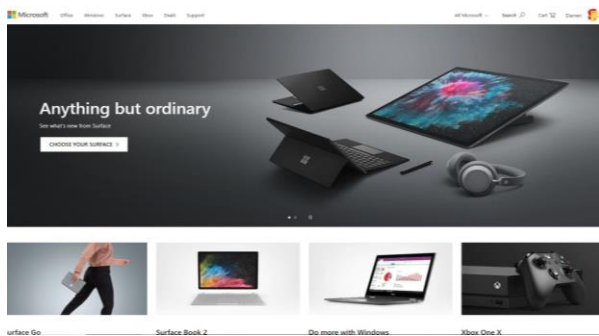 Microsoft Office Windows Surface Xbox Deals Support All Microsoft Search Cart Darren
Anything but ordinary
See what's new from Surface
CHOOSE YOUR SURFACE >
urface Go Surface Book 2 Do more with Windows Xbox One X